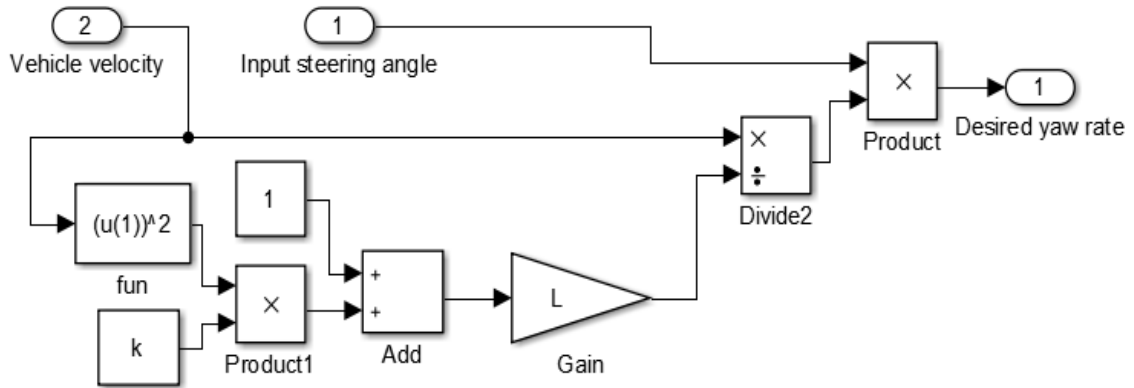 2
1
Vehicle velocity
Input steering angle
×
1
Product
Desired yaw rate
×
÷
Divide2
1
(u(1))^2
fun
+
+
Add
L
Gain
×
Product1
k